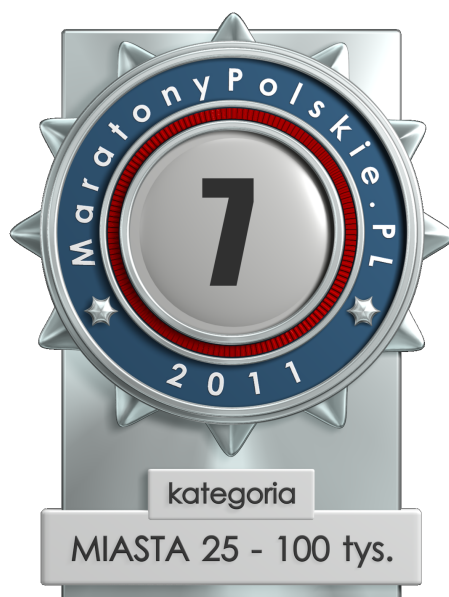 MaratonyPolskie.PL
7
2011
kategoria
MIASTA 25 - 100 tys.